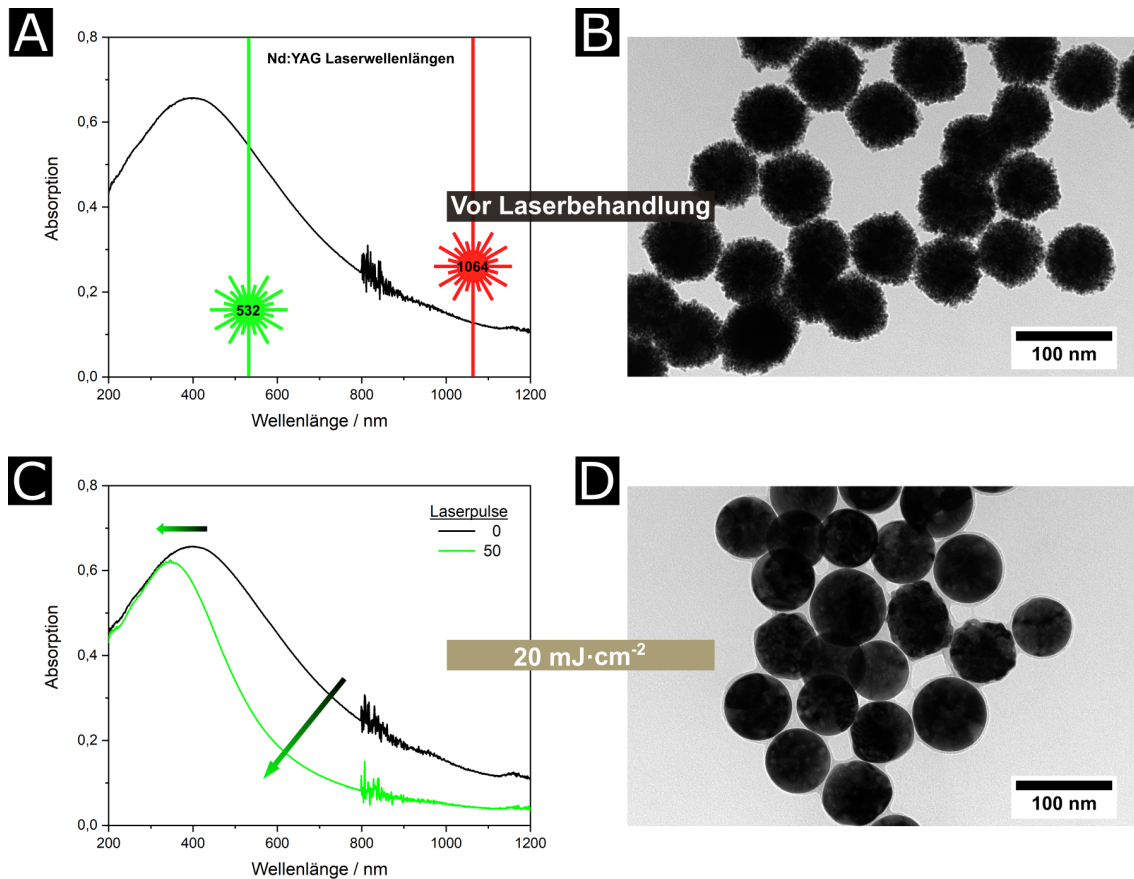 A
0,8
0,6
0,4
0,2
0,0
Absorption
Nd:YAG Laserwellenlängen
532
1064
200 400 600 800 1000 1200
Wellenlänge / nm
B
Vor Laserbehandlung
100 nm
C
0,8
0,6
0,4
0,2
0,0
Absorption
Laserpulse
0
50
200 400 600 800 1000 1200
Wellenlänge / nm
D
20 mJ·cm⁻²
100 nm